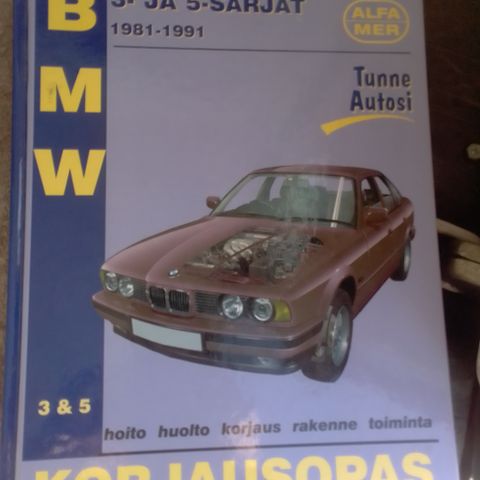 B
M
W
3- JA 5-SARJAT
1981-1991
ALFA
MER
Tunne
Autosi
3 & 5
hoito huolto korjaus rakenne toiminta
KORJAUSOPAS